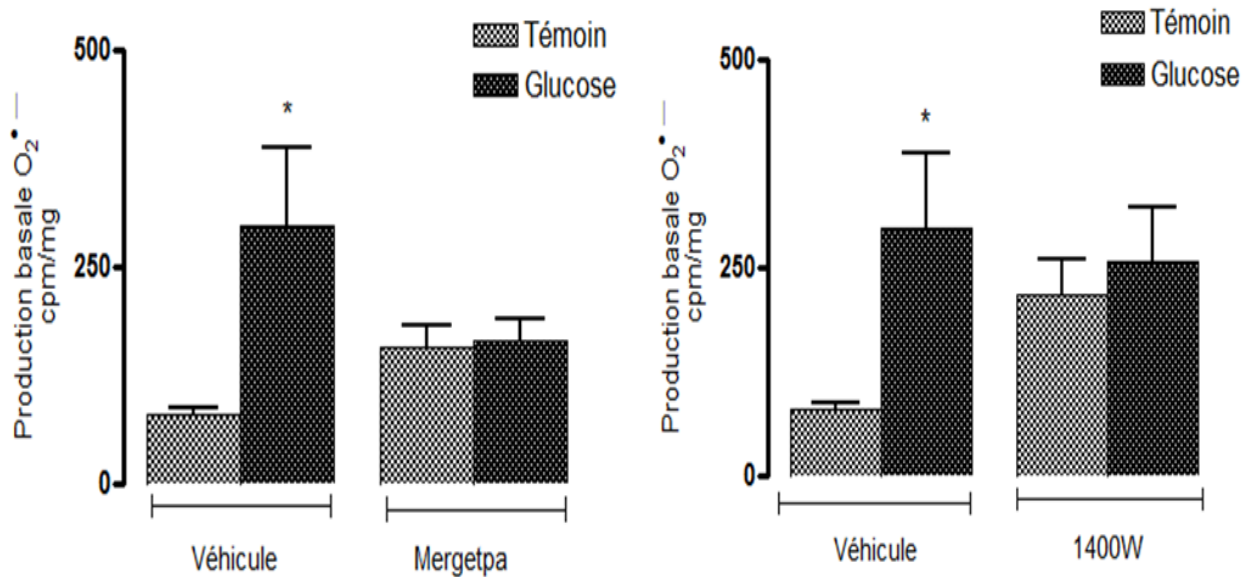 Témoin
Glucose
Production basale O₂•—
cpm/mg
500
250
0
*
Véhicule
Mergetpa
Témoin
Glucose
Production basale O₂•—
cpm/mg
500
250
0
*
Véhicule
1400W